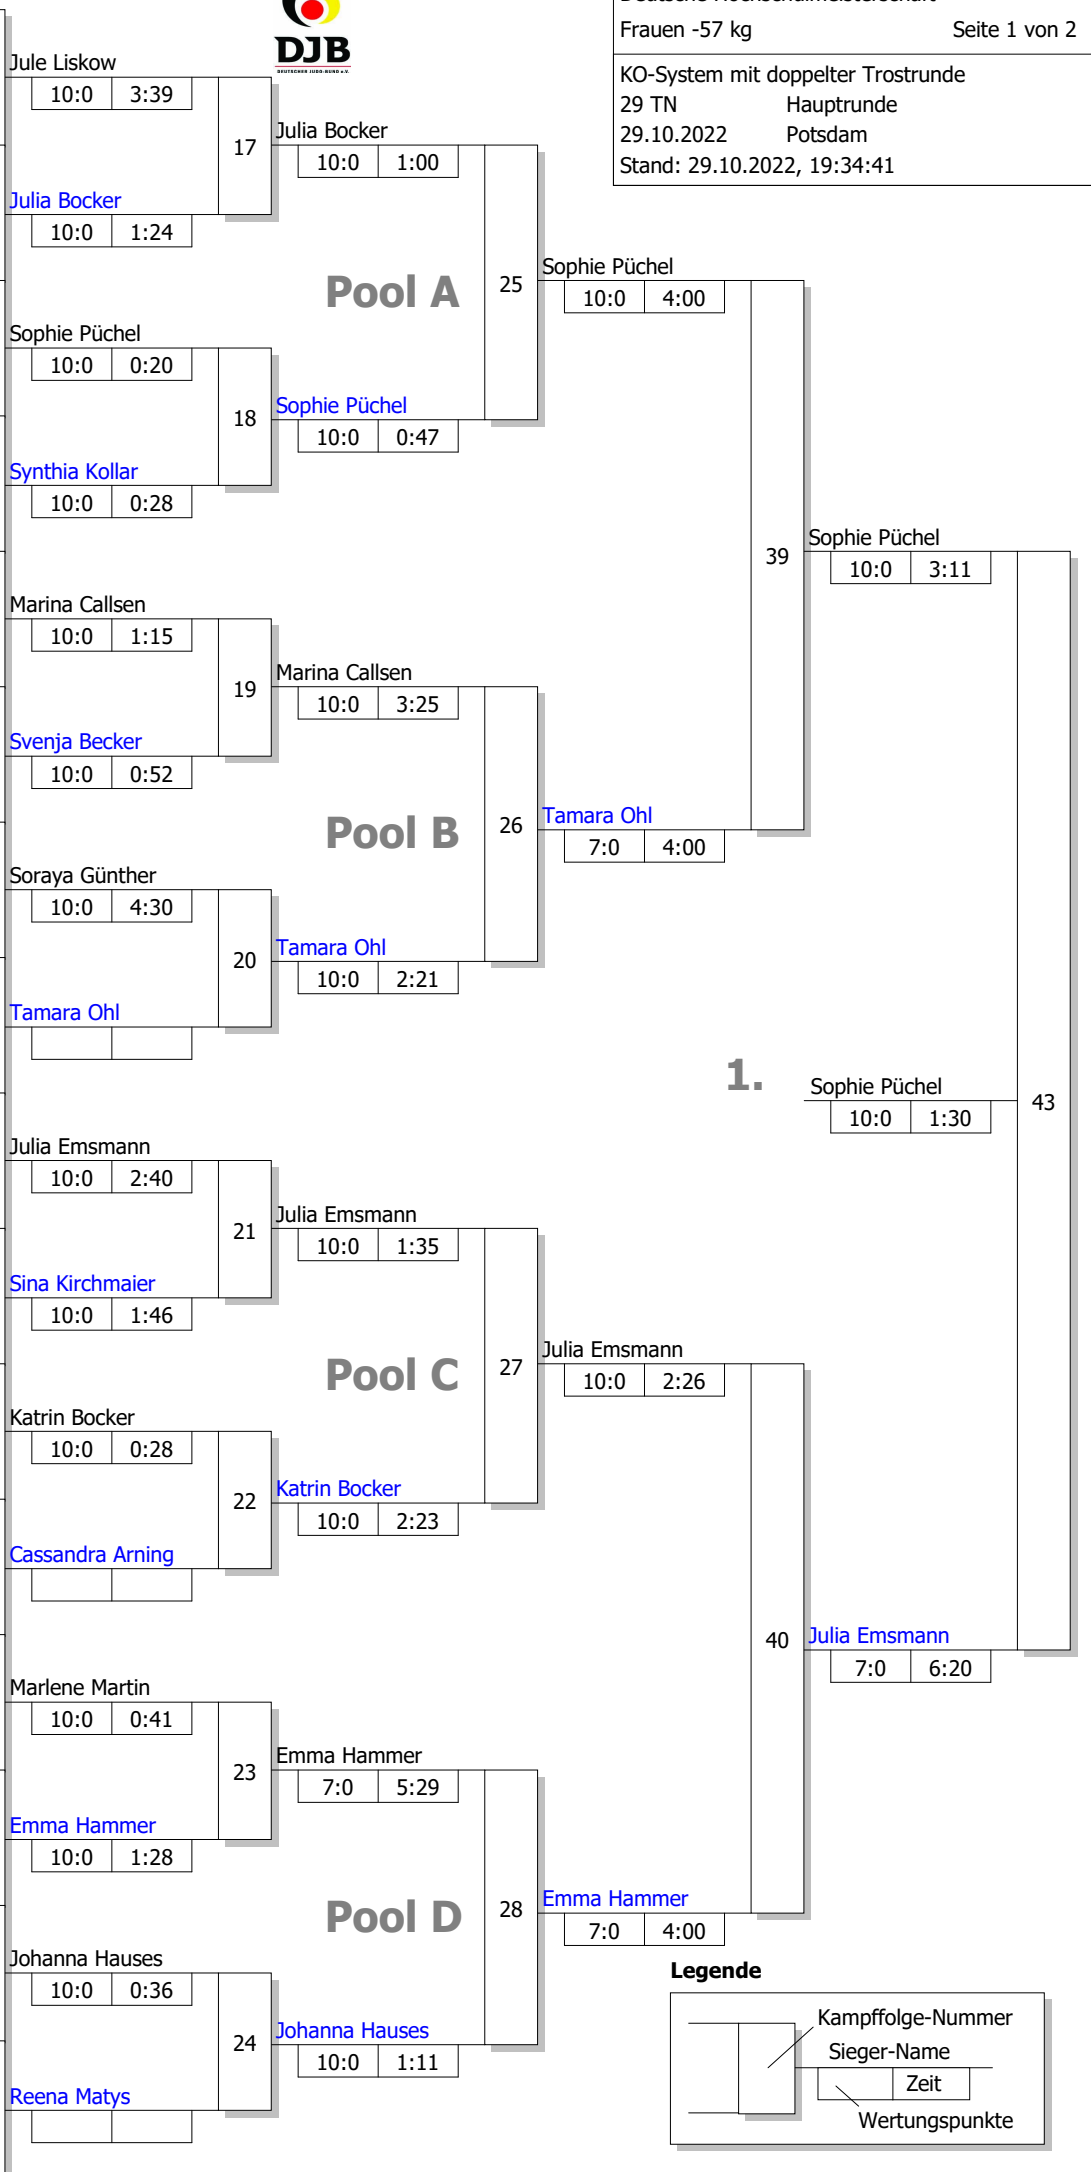 DJB
DEUTSCHER JUDO-BUND e.V.
Frauen -57 kg Seite 1 von 2
KO-System mit doppelter Trostrunde
29 TN Hauptrunde
29.10.2022 Potsdam
Stand: 29.10.2022, 19:34:41
Jule Liskow
10:0 3:39
17
Julia Bocker
10:0 1:00
Julia Bocker
10:0 1:24
Pool A
25
Sophie Püchel
10:0 4:00
Sophie Püchel
10:0 0:20
18
Sophie Püchel
10:0 0:47
Synthia Kollar
10:0 0:28
39
Sophie Püchel
10:0 3:11
Marina Callsen
10:0 1:15
19
Marina Callsen
10:0 3:25
Svenja Becker
10:0 0:52
Pool B
26
Tamara Ohl
7:0 4:00
Soraya Günther
10:0 4:30
20
Tamara Ohl
10:0 2:21
Tamara Ohl
1.
Sophie Püchel
10:0 1:30
43
Julia Emsmann
10:0 2:40
21
Julia Emsmann
10:0 1:35
Sina Kirchmaier
10:0 1:46
Pool C
27
Julia Emsmann
10:0 2:26
Katrin Bocker
10:0 0:28
22
Katrin Bocker
10:0 2:23
Cassandra Arning
40
Julia Emsmann
7:0 6:20
Marlene Martin
10:0 0:41
23
Emma Hammer
7:0 5:29
Emma Hammer
10:0 1:28
Pool D
28
Emma Hammer
7:0 4:00
Johanna Hauses
10:0 0:36
24
Johanna Hauses
10:0 1:11
Reena Matys
Legende
Kampffolge-Nummer
Sieger-Name
Zeit
Wertungspunkte